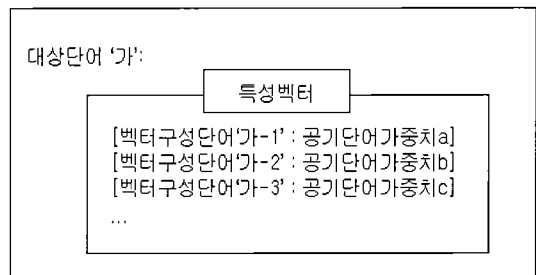 대상단어 '가':
특성벡터
[벡터구성단어'가-1' : 공기단어가중치a]
[벡터구성단어'가-2' : 공기단어가중치b]
[벡터구성단어'가-3' : 공기단어가중치c]
...